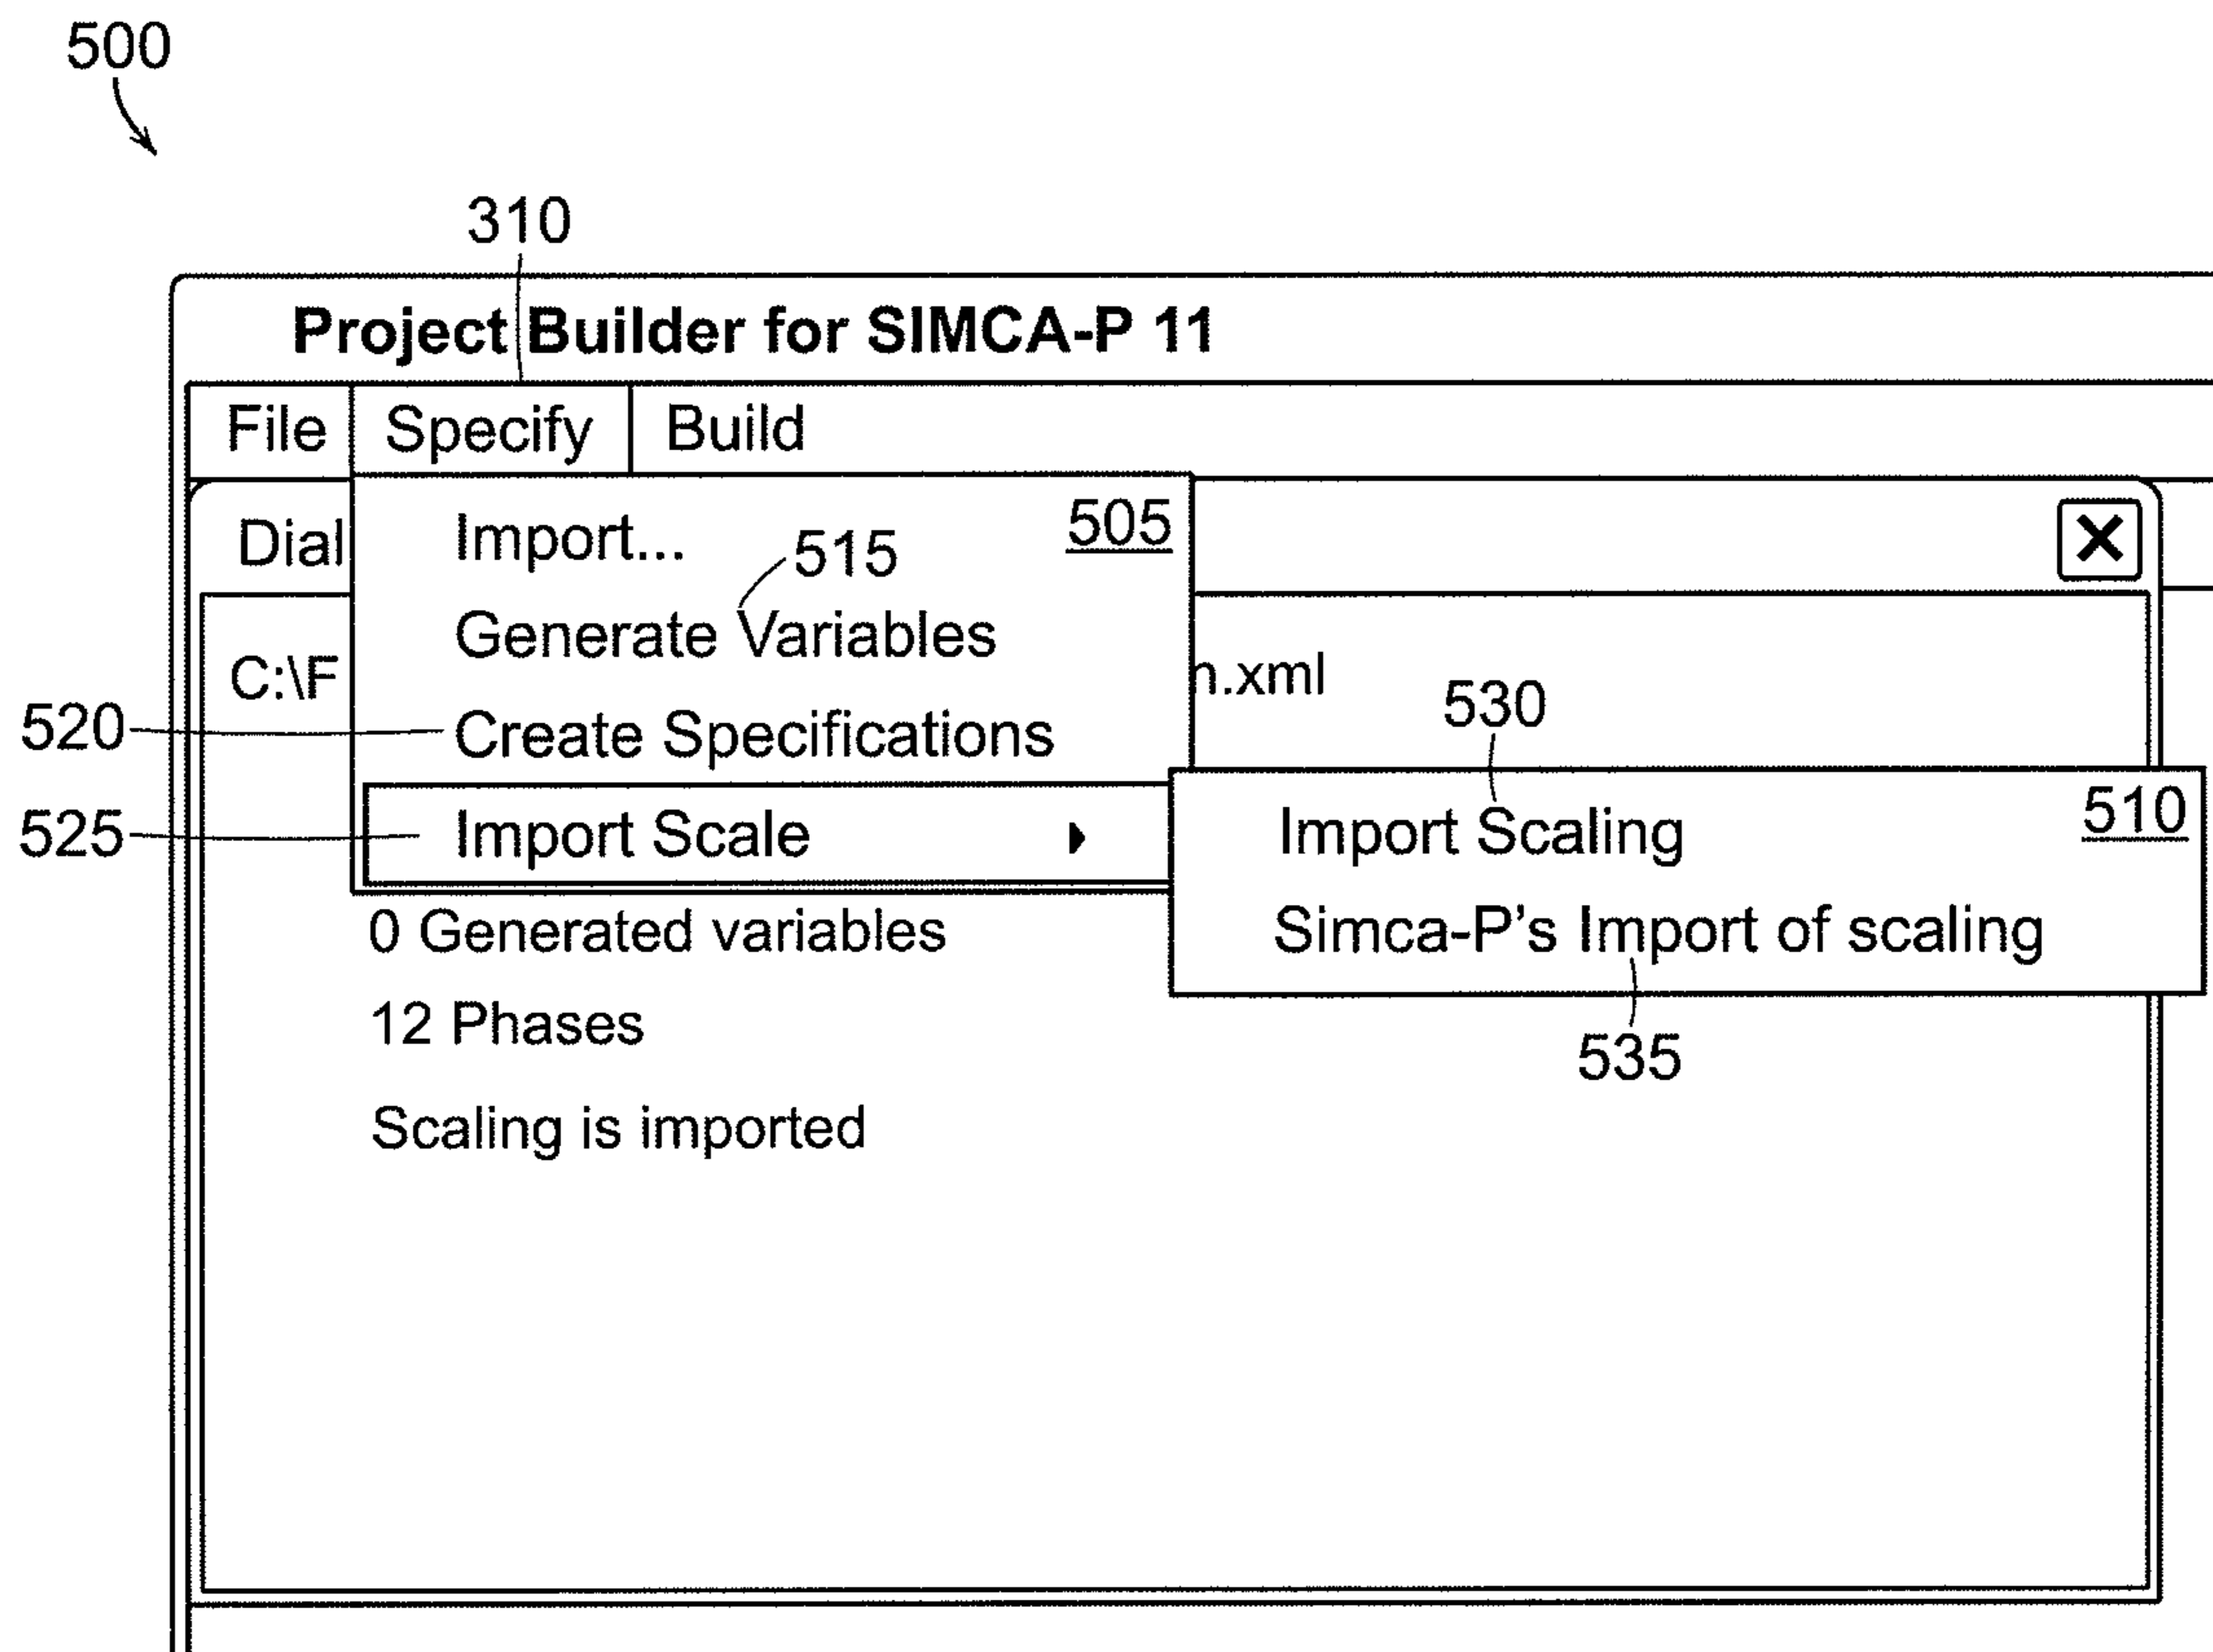 500
310
Project Builder for SIMCA-P 11
File Specify Build
Dial
Import... 505
515
Generate Variables
C:\F n.xml
530
520 Create Specifications
525 Import Scale
Import Scaling 510
0 Generated variables
Simca-P's Import of scaling
12 Phases
535
Scaling is imported